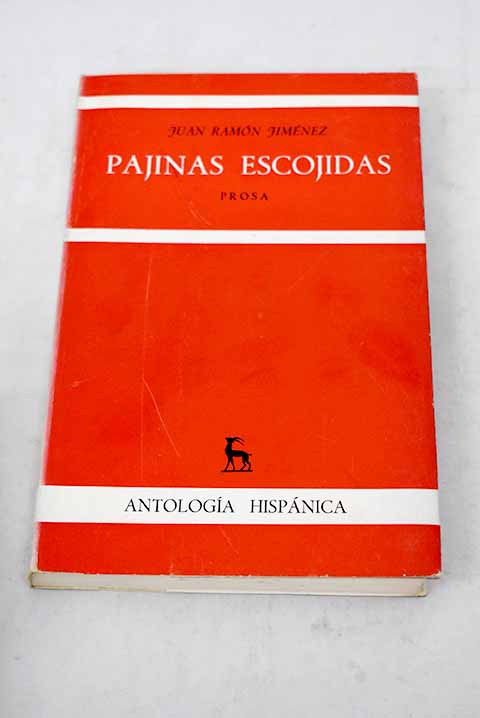 JUAN RAMÓN JIMÉNEZ
PAJINAS ESCOJIDAS
PROSA
ANTOLOGÍA HISPÁNICA